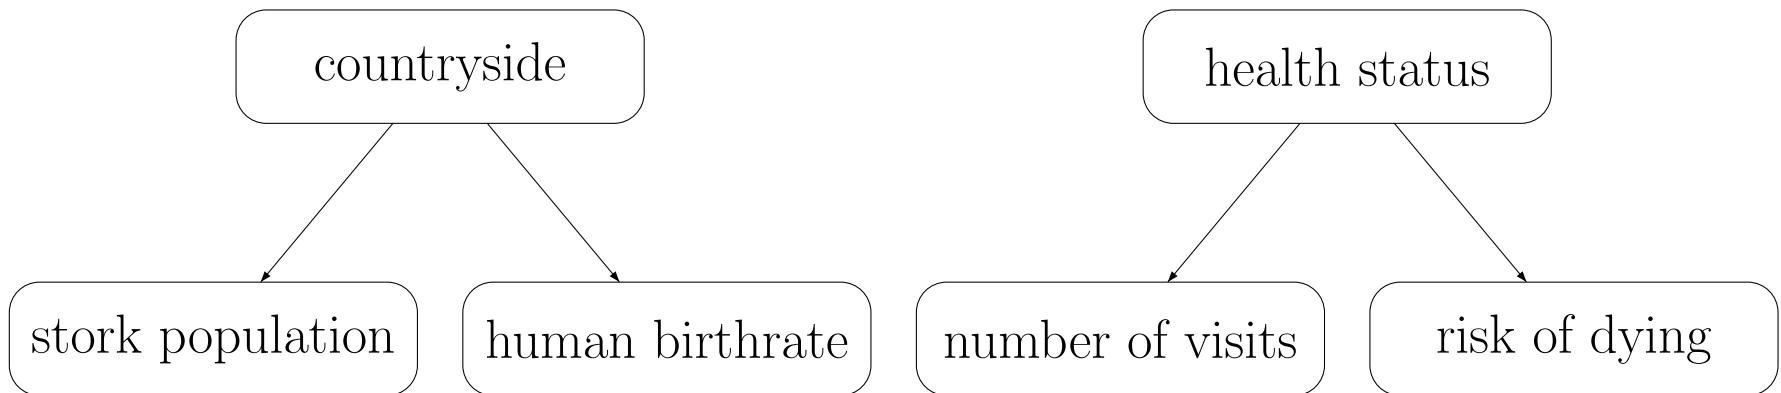 countryside
health status
stork population
human birthrate
number of visits
risk of dying